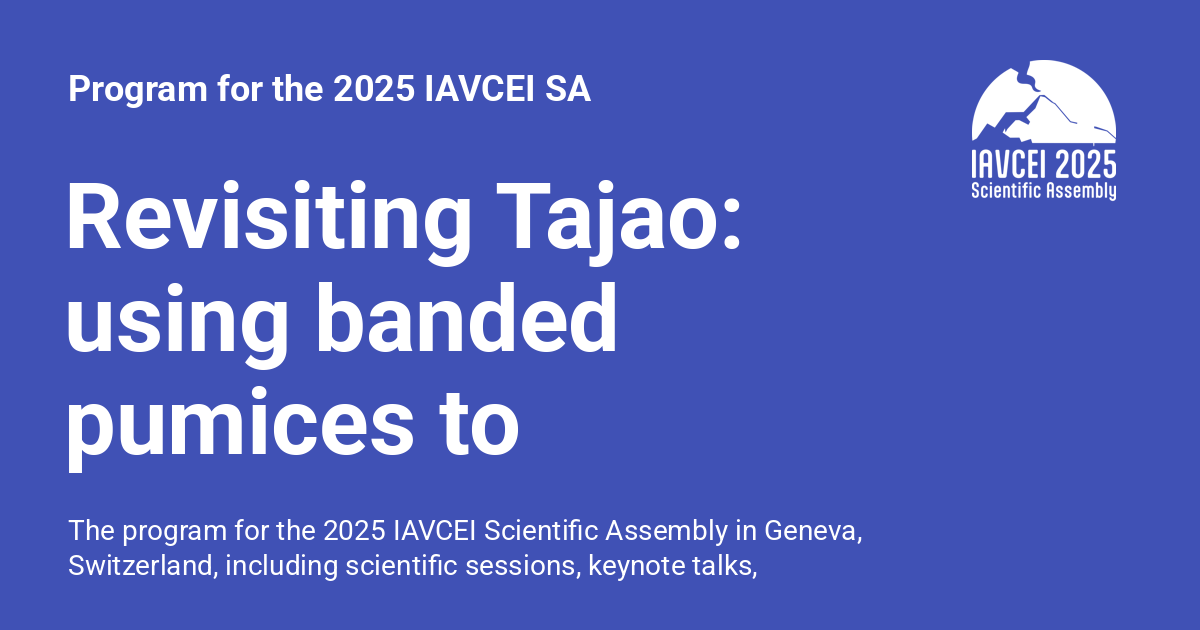 Program for the 2025 IAVCEI SA
IAVCEI 2025
Scientific Assembly
Revisiting Tajao:
using banded
pumices to
The program for the 2025 IAVCEI Scientific Assembly in Geneva,
Switzerland, including scientific sessions, keynote talks,